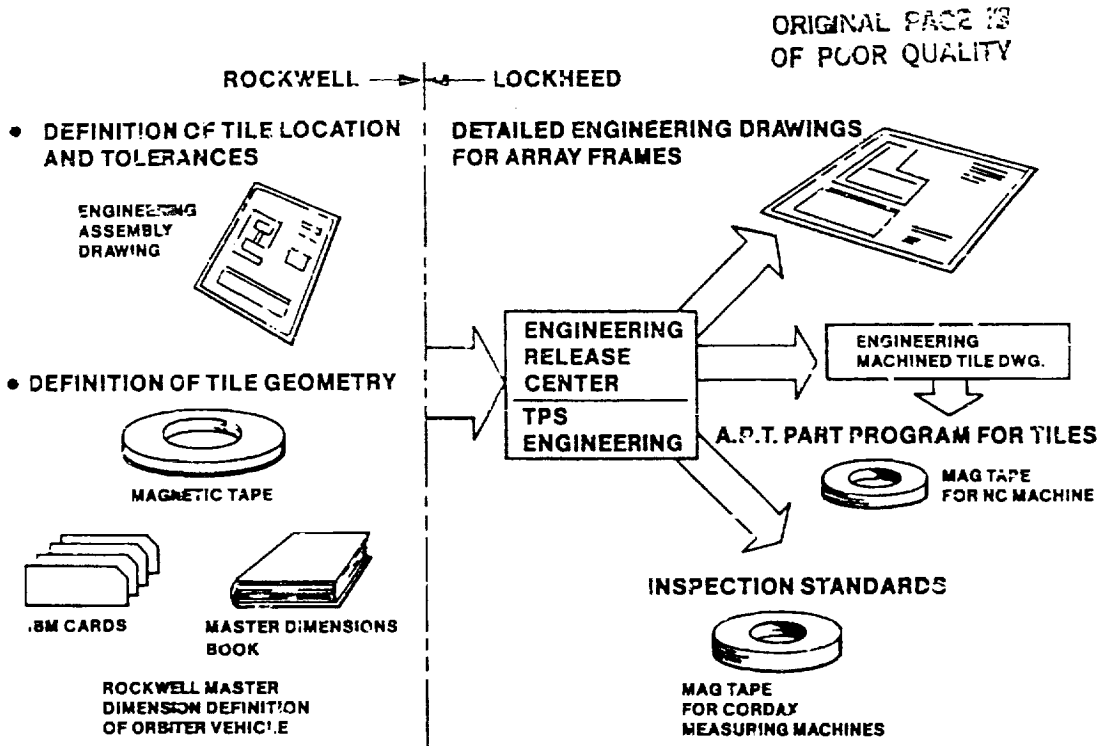 ORIGINAL PAGE IS
OF POOR QUALITY
ROCKWELL LOCKHEED
• DEFINITION OF TILE LOCATION
AND TOLERANCES
ENGINEERING
ASSEMBLY
DRAWING
• DEFINITION OF TILE GEOMETRY
MAGNETIC TAPE
IBM CARDS
MASTER DIMENSIONS
BOOK
ROCKWELL MASTER
DIMENSION DEFINITION
OF ORBITER VEHICLE
DETAILED ENGINEERING DRAWINGS
FOR ARRAY FRAMES
ENGINEERING
RELEASE
CENTER
TPS
ENGINEERING
ENGINEERING
MACHINED TILE DWG.
A.P.T. PART PROGRAM FOR TILES
MAG TAPE
FOR NC MACHINE
INSPECTION STANDARDS
MAG TAPE
FOR CORDAX
MEASURING MACHINES